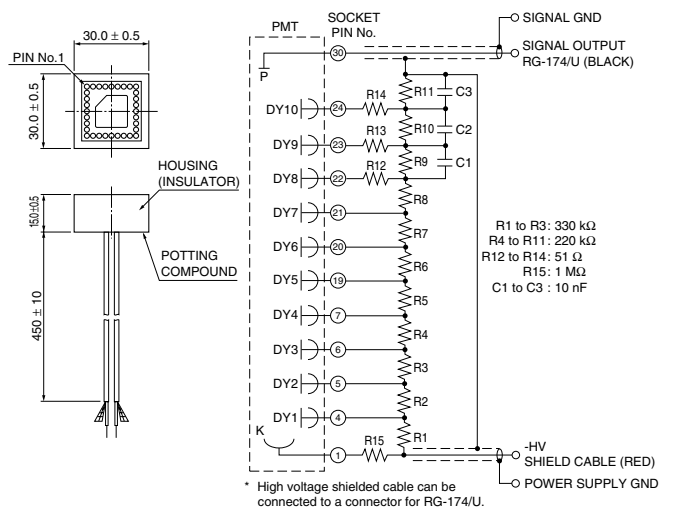 30.0 ± 0.5
PIN No.1
30.0 ± 0.5
HOUSING
(INSULATOR)
15.0±0.5
POTTING
COMPOUND
450 ± 10
PMT
SOCKET
PIN No.
SIGNAL GND
SIGNAL OUTPUT
RG-174/U (BLACK)
P
30
R11
C3
DY10
24
R14
R10
C2
DY9
23
R13
R9
C1
DY8
22
R12
R8
DY7
21
R7
DY6
20
R6
DY5
19
R5
DY4
7
R4
DY3
6
R3
DY2
5
R2
DY1
4
R1
K
1
R15
R1 to R3: 330 kΩ
R4 to R11: 220 kΩ
R12 to R14: 51 Ω
R15: 1 MΩ
C1 to C3 : 10 nF
-HV
SHIELD CABLE (RED)
POWER SUPPLY GND
* High voltage shielded cable can be
connected to a connector for RG-174/U.